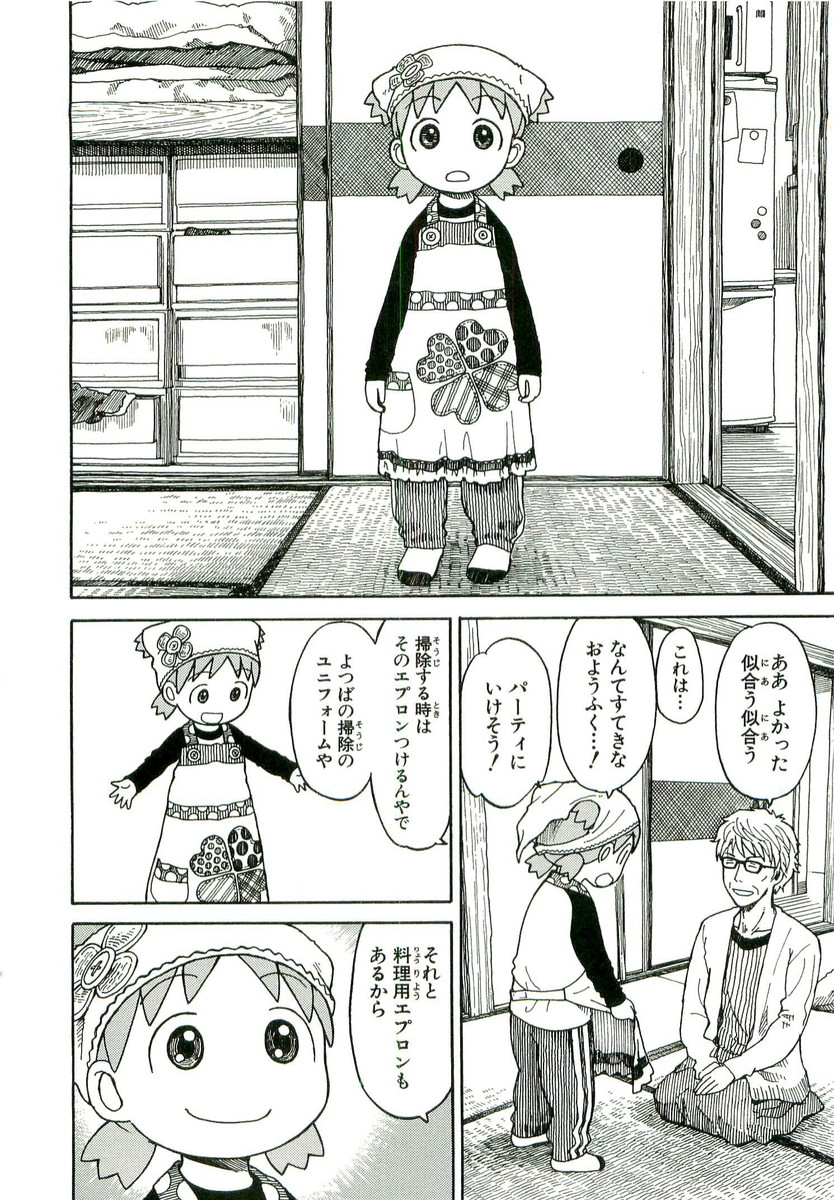 ああ よかった
似合う似合う
これは…
なんてすてきな
おようふく…！
パーティに
いけそう！
掃除する時は
そのエプロンつけるんやで
よつばの掃除の
ユニフォームや
それと
料理用エプロンも
あるから